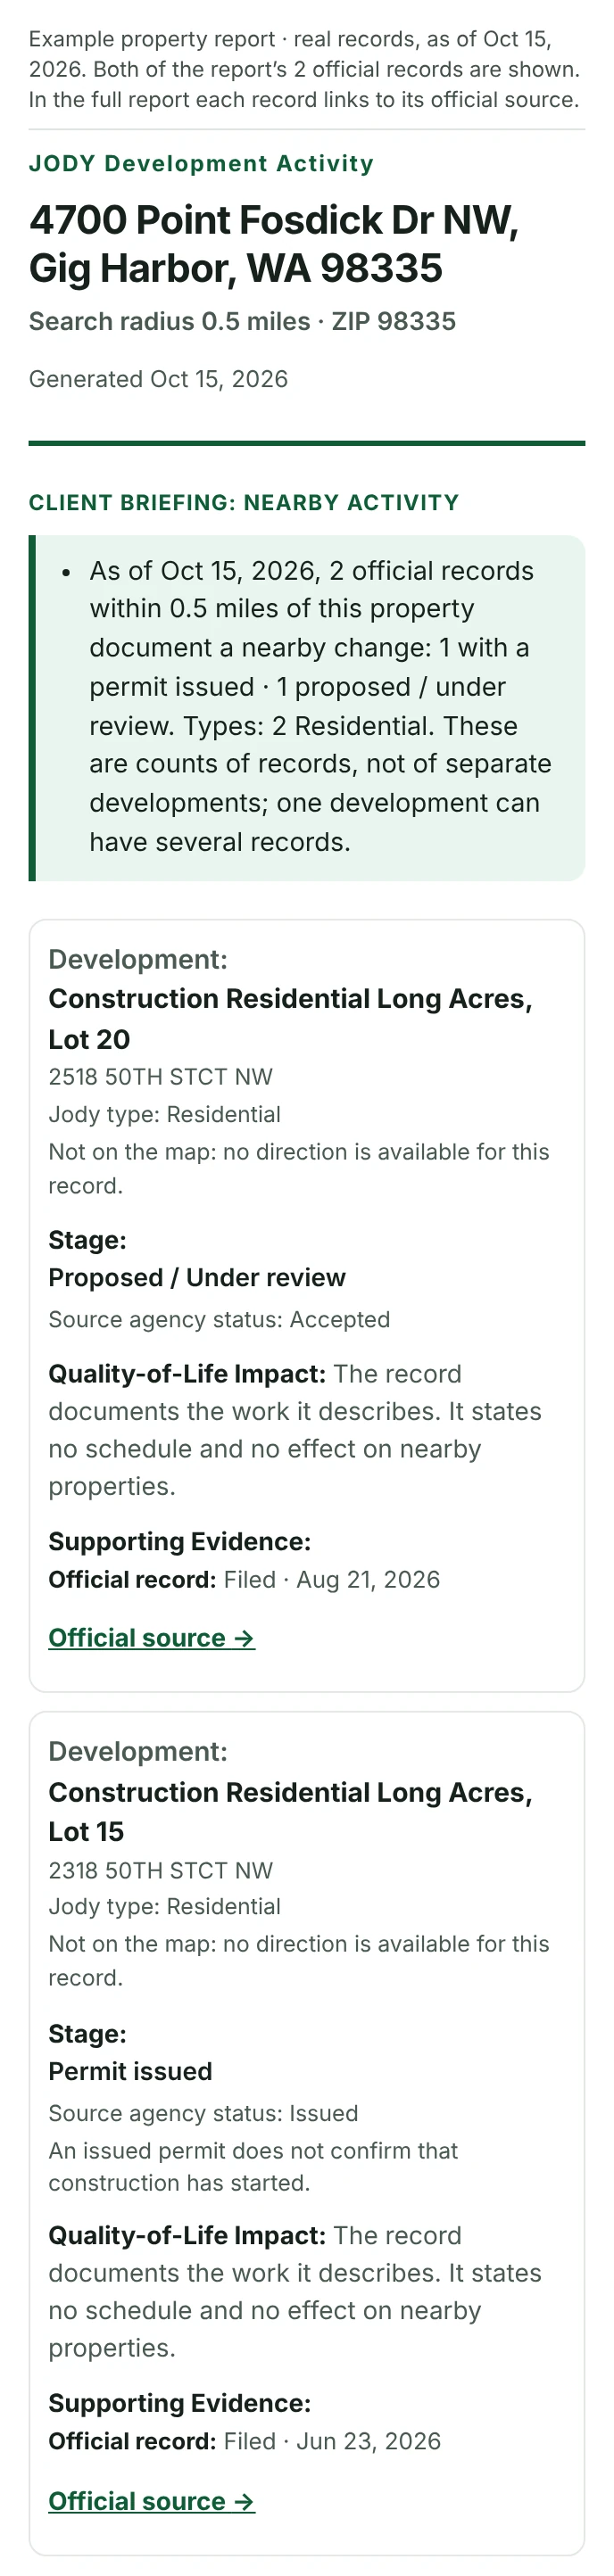 Example property report · real records, as of Oct 15,
2026. Both of the report’s 2 official records are shown.
In the full report each record links to its official source.
JODY Development Activity
4700 Point Fosdick Dr NW,
Gig Harbor, WA 98335
Search radius 0.5 miles · ZIP 98335
Generated Oct 15, 2026
CLIENT BRIEFING: NEARBY ACTIVITY
• As of Oct 15, 2026, 2 official records
within 0.5 miles of this property
document a nearby change: 1 with a
permit issued · 1 proposed / under
review. Types: 2 Residential. These
are counts of records, not of separate
developments; one development can
have several records.
Development:
Construction Residential Long Acres,
Lot 20
2518 50TH STCT NW
Jody type: Residential
Not on the map: no direction is available for this
record.
Stage:
Proposed / Under review
Source agency status: Accepted
Quality-of-Life Impact: The record
documents the work it describes. It states
no schedule and no effect on nearby
properties.
Supporting Evidence:
Official record: Filed · Aug 21, 2026
Official source →
Development:
Construction Residential Long Acres,
Lot 15
2318 50TH STCT NW
Jody type: Residential
Not on the map: no direction is available for this
record.
Stage:
Permit issued
Source agency status: Issued
An issued permit does not confirm that
construction has started.
Quality-of-Life Impact: The record
documents the work it describes. It states
no schedule and no effect on nearby
properties.
Supporting Evidence:
Official record: Filed · Jun 23, 2026
Official source →